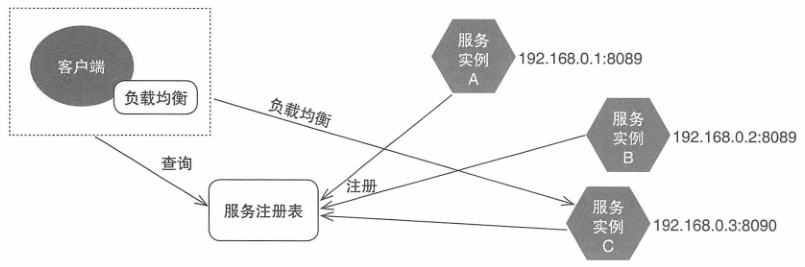 客户端
负载均衡
查询
服务注册表
负载均衡
注册
服务
实例
A
192.168.0.1:8089
服务
实例
B
192.168.0.2:8089
服务
实例
C
192.168.0.3:8090